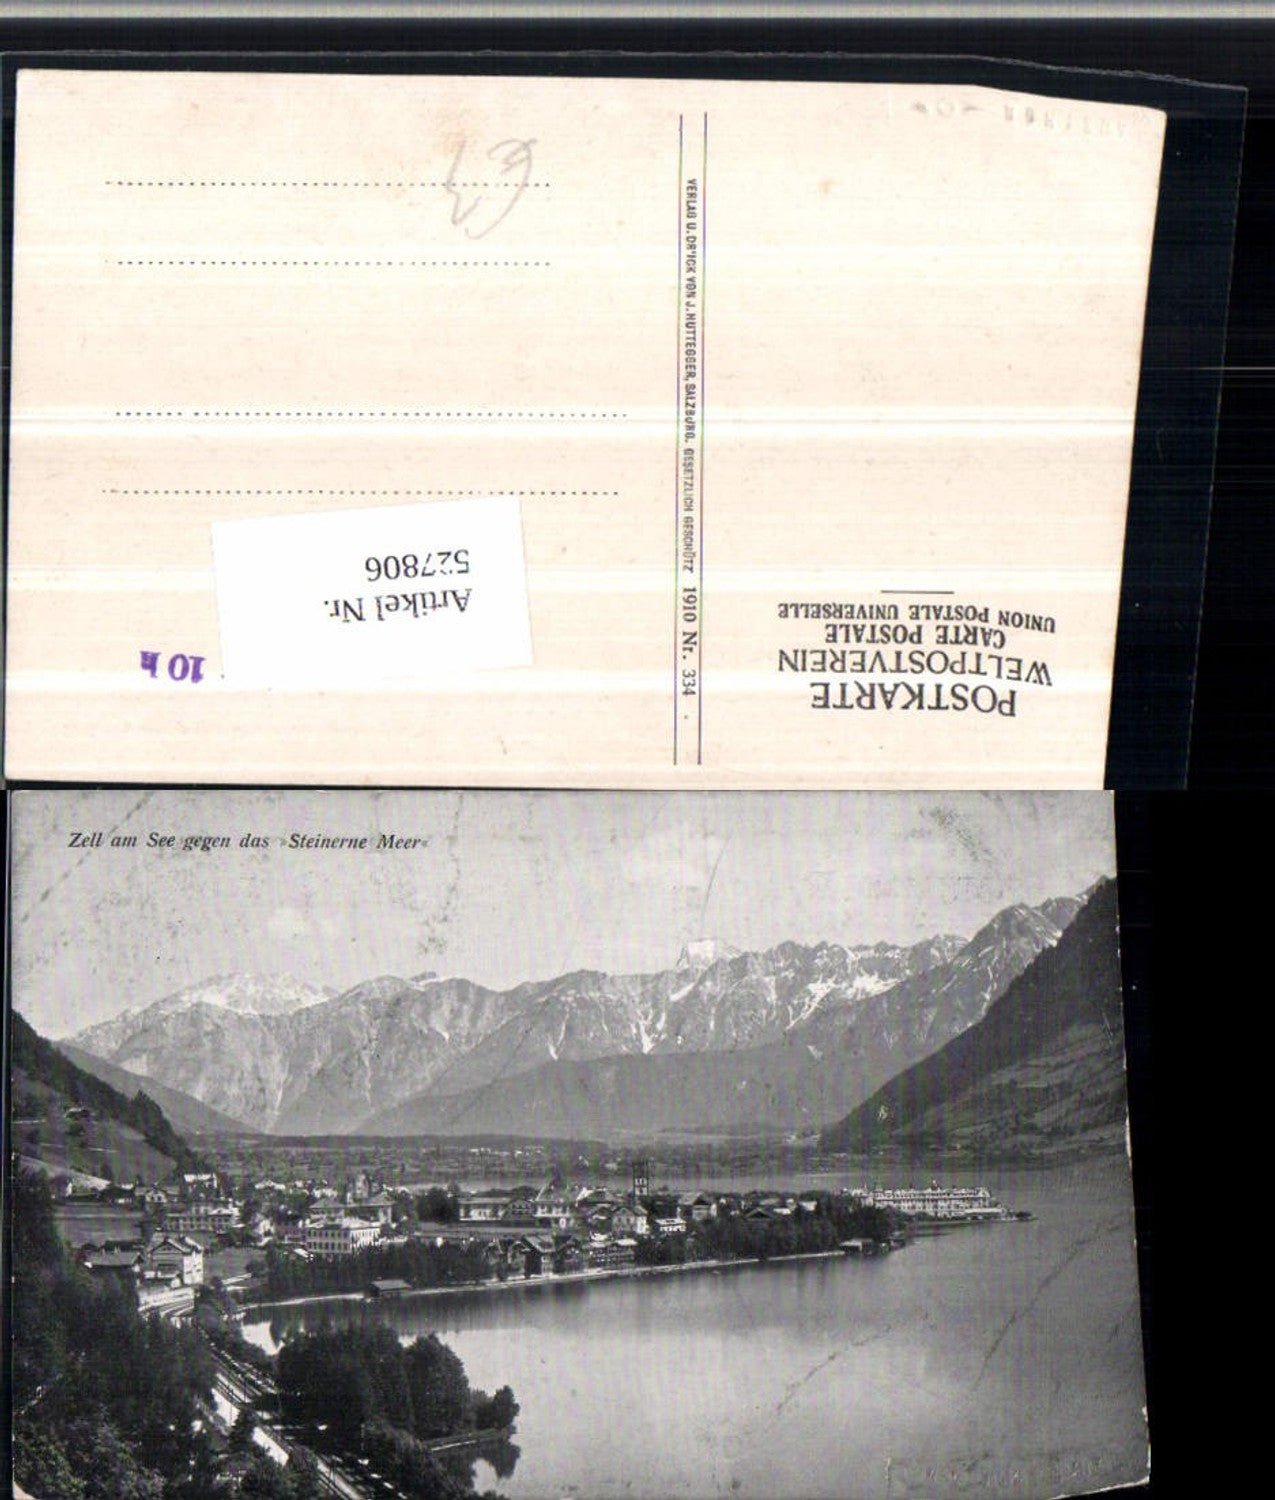 POSTKARTE
WELTPOSTVEREIN
CARTE POSTALE
UNION POSTALE UNIVERSELLE
VERLAG U. DRUCK VON J. HUTTEGGER, SALZBURG. GESETZLICH GESCHÜTZ 1910 Nr. 334
10 h
Artikel Nr.
527806
Zell am See gegen das »Steinerne Meer«